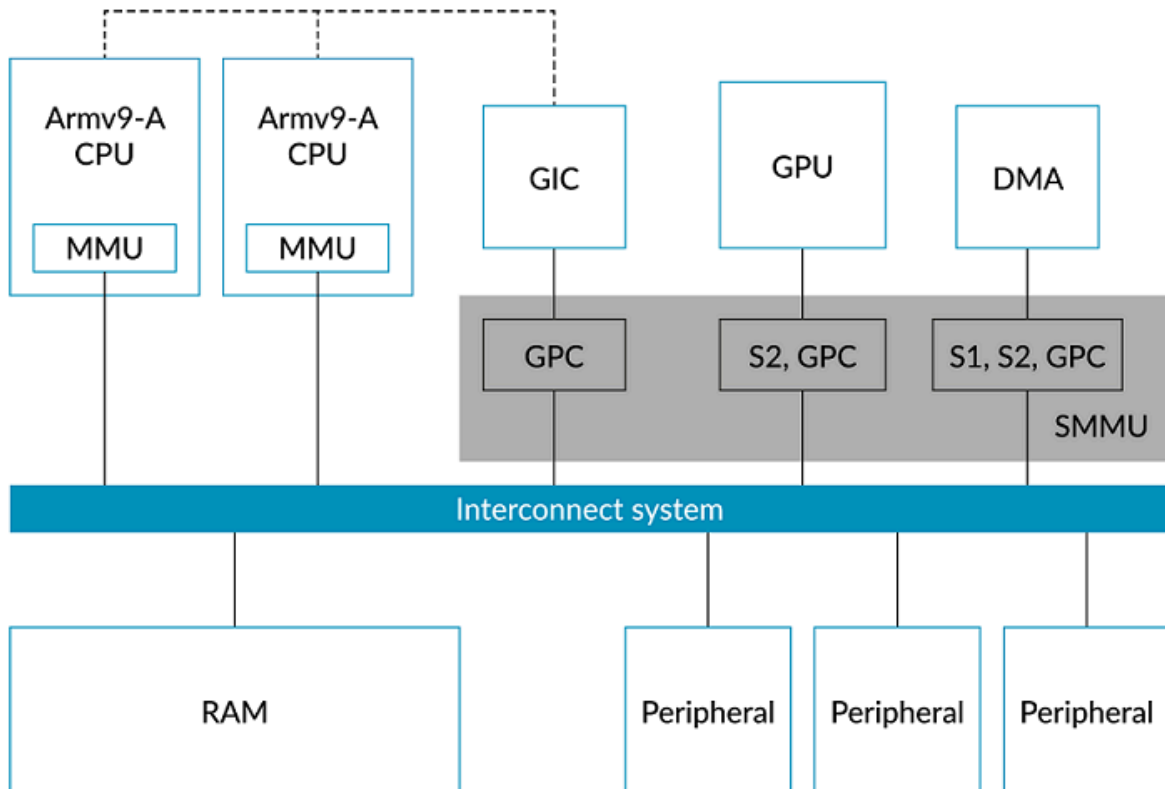 Armv9-A
CPU
Armv9-A
CPU
GIC
GPU
DMA
MMU
MMU
GPC
S2, GPC
S1, S2, GPC
SMMU
Interconnect system
RAM
Peripheral
Peripheral
Peripheral